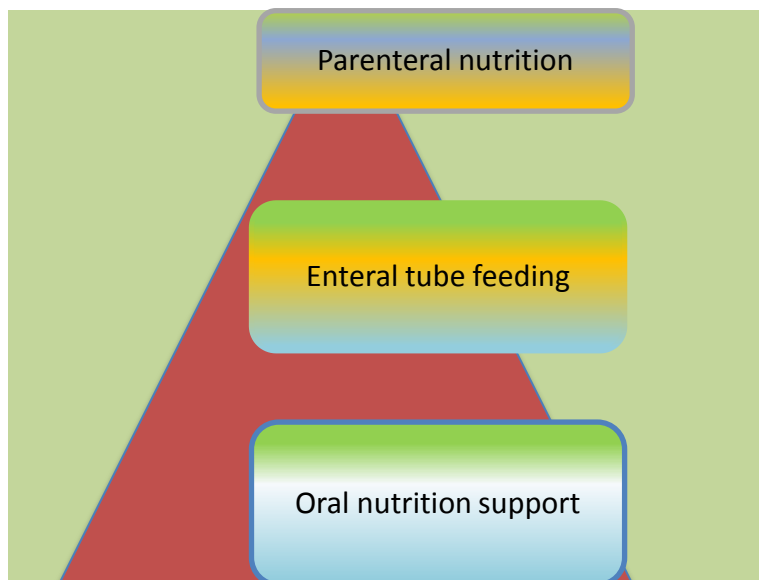 Parenteral nutrition
Enteral tube feeding
Oral nutrition support